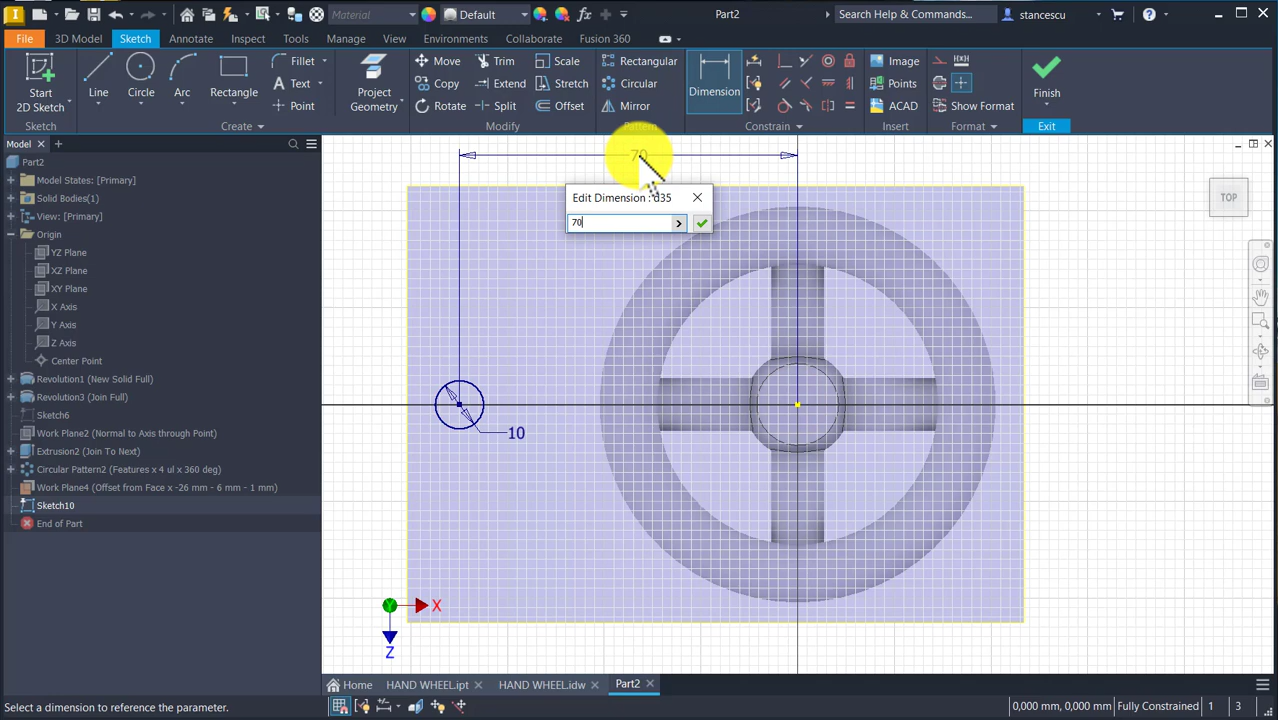 Material
Default
Part2
Search Help & Commands...
stancescu
File
3D Model
Sketch
Annotate
Inspect
Tools
Manage
View
Environments
Collaborate
Fusion 360
Start
2D Sketch
Line
Circle
Arc
Rectangle
Fillet
Text
Point
Project
Geometry
Move
Copy
Rotate
Trim
Extend
Split
Scale
Stretch
Offset
Rectangular
Circular
Mirror
Dimension
Image
Points
ACAD
Show Format
Finish
Sketch
Create
Modify
Pattern
Constrain
Insert
Format
Exit
Model
Part2
Model States: [Primary]
Solid Bodies(1)
View: [Primary]
Origin
YZ Plane
XZ Plane
XY Plane
X Axis
Y Axis
Z Axis
Center Point
Revolution1 (New Solid Full)
Revolution3 (Join Full)
Sketch6
Work Plane2 (Normal to Axis through Point)
Extrusion2 (Join To Next)
Circular Pattern2 (Features x 4 ul x 360 deg)
Work Plane4 (Offset from Face x -26 mm - 6 mm - 1 mm)
Sketch10
End of Part
70
Edit Dimension : d35
70
TOP
10
X
Z
Home
HAND WHEEL.ipt
HAND WHEEL.idw
Part2
Select a dimension to reference the parameter.
0,000 mm, 0,000 mm
Fully Constrained
1
3